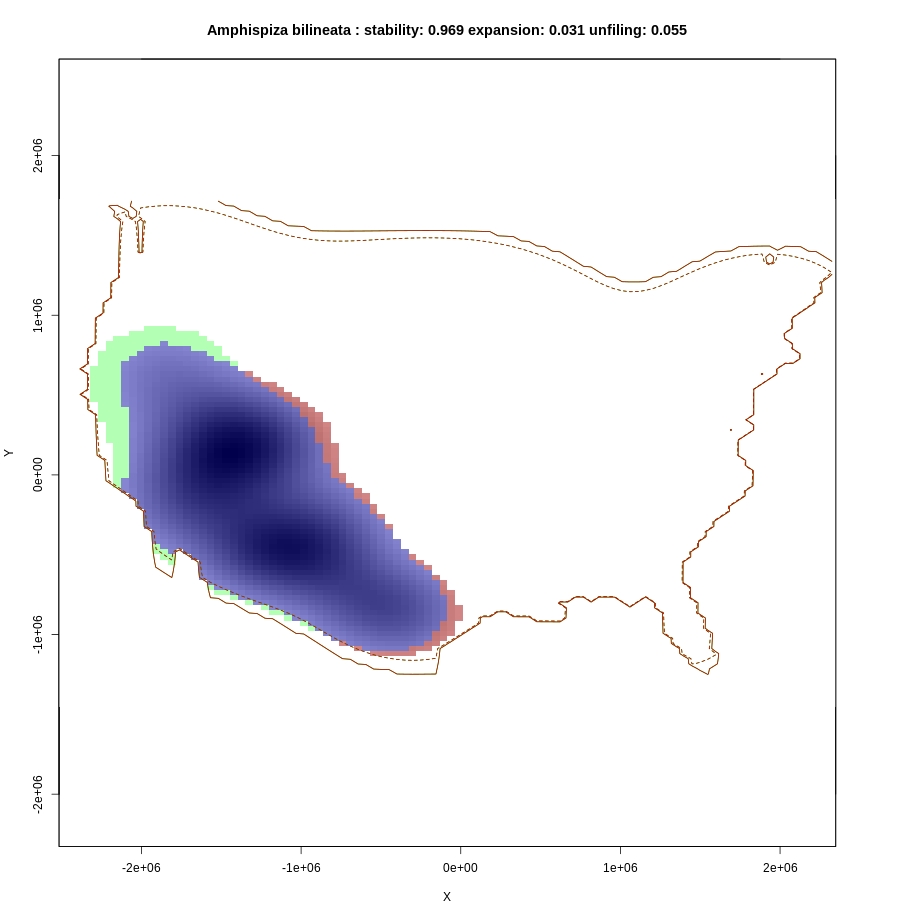 Amphispiza bilineata : stability: 0.969 expansion: 0.031 unfiling: 0.055
2e+06
1e+06
Y
0e+00
-1e+06
-2e+06
-2e+06 -1e+06 0e+00 1e+06 2e+06
X